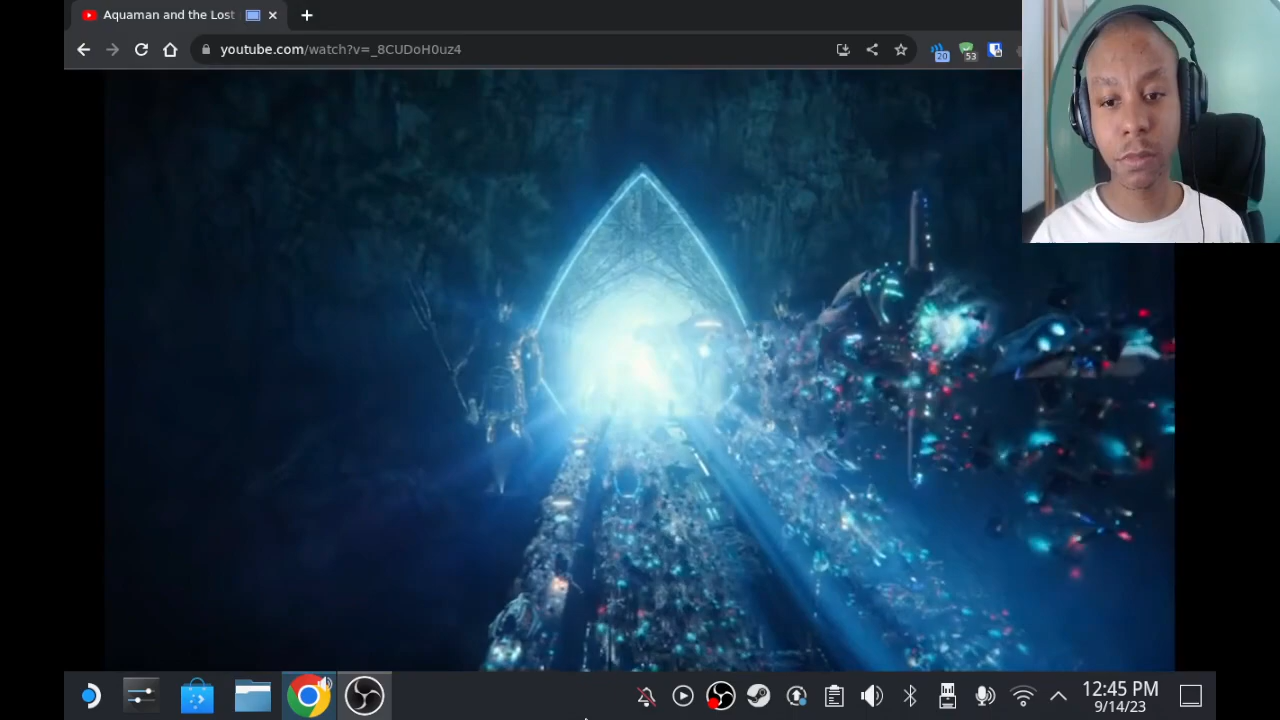 Aquaman and the Lost
youtube.com/watch?v=_8CUDoH0uz4
20
53
12:45 PM
9/14/23